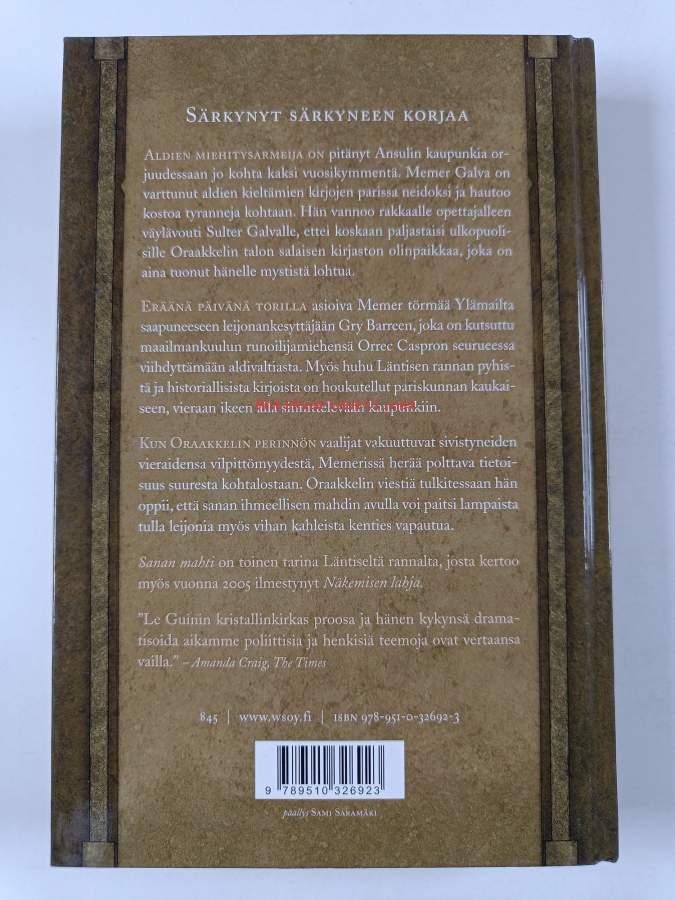 Särkynyt särkyneen korjaa
Aldien miehitysarmeija on pitänyt Ansulin kaupunkia or-
juudessaan jo kohta kaksi vuosikymmentä. Memer Galva on
varttunut aldien kieltämien kirjojen parissa neidoksi ja hautoo
kostoa tyranneja kohtaan. Hän vannoo rakkaalle opettajalleen
väylävouti Sulter Galvalle, ettei koskaan paljastaisi ulkopuoli-
sille Oraakkelin talon salaisen kirjaston olinpaikkaa, joka on
aina tuonut hänelle mystistä lohtua.
Eräänä päivänä torilla asioiva Memer törmää Ylämailta
saapuneeseen leijonankesyttäjään Gry Barreen, joka on kutsuttu
maailmankuulun runoilijamiehensä Orrec Caspron seurueessa
viihdyttämään aldivaltiasta. Myös huhu Läntisen rannan pyhis-
tä ja historiallisista kirjoista on houkutellut pariskunnan kaukai-
seen, vieraan ikeen alla sinnittelevään kaupunkiin.
Kun Oraakkelin perinnön vaalijat vakuuttuvat sivistyneiden
vieraidensa vilpittömyydestä, Memerissä herää polttava tietoi-
suus suuresta kohtalostaan. Oraakkelin viestiä tulkitessaan hän
oppii, että sanan ihmeellisen mahdin avulla voi paitsi lampaista
tulla leijonia myös vihan kahleista kenties vapautua.
Sanan mahti on toinen tarina Läntiseltä rannalta, josta kertoo
myös vuonna 2005 ilmestynyt Näkemisen lahja.
"Le Guinin kristallinkirkas proosa ja hänen kykynsä drama-
tisoida aikamme poliittisia ja henkisiä teemoja ovat vertaansa
vailla." – Amanda Craig, The Times
845 | www.wsoy.fi | ISBN 978-951-0-32692-3
9 789510 326923
päällys Sami Saramäki